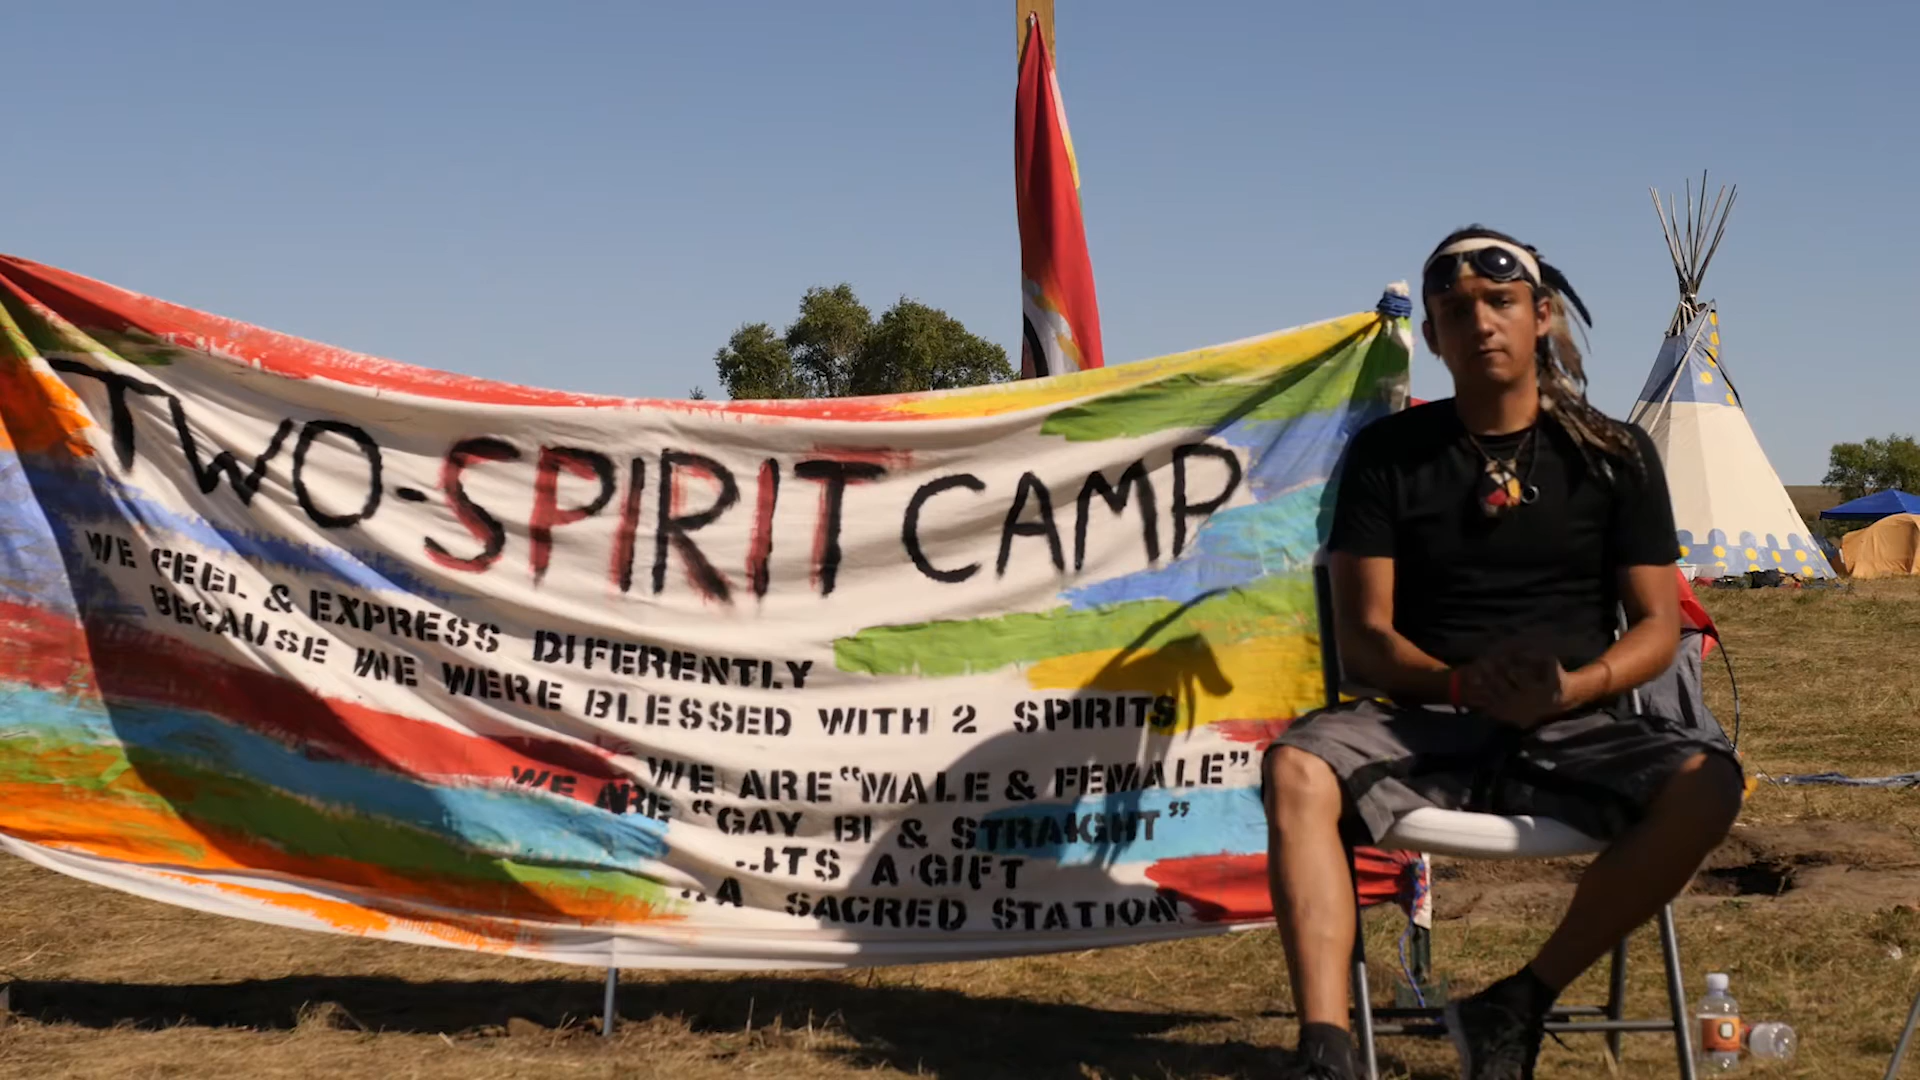 TWO-SPIRIT CAMP
WE FEEL & EXPRESS DIFERENTLY
BECAUSE WE WERE BLESSED WITH 2 SPIRITS
WE ARE "MALE & FEMALE"
WE ARE "GAY BI & STRAIGHT"
...ITS A GIFT
...A SACRED STATION